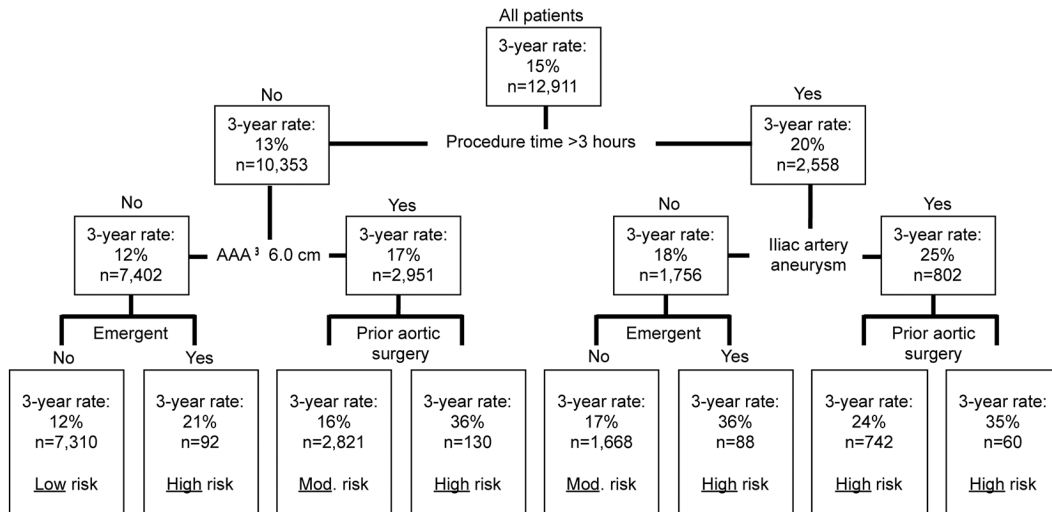 All patients
3-year rate:
15%
n=12,911
No
Yes
3-year rate:
13%
n=10,353
Procedure time >3 hours
3-year rate:
20%
n=2,558
No
Yes
No
Yes
3-year rate:
12%
n=7,402
AAA ³ 6.0 cm
3-year rate:
17%
n=2,951
3-year rate:
18%
n=1,756
Iliac artery
aneurysm
3-year rate:
25%
n=802
Emergent
Prior aortic
surgery
Emergent
Prior aortic
surgery
No
Yes
No
Yes
3-year rate:
12%
n=7,310
Low risk
3-year rate:
21%
n=92
High risk
3-year rate:
16%
n=2,821
Mod. risk
3-year rate:
36%
n=130
High risk
3-year rate:
17%
n=1,668
Mod. risk
3-year rate:
36%
n=88
High risk
3-year rate:
24%
n=742
High risk
3-year rate:
35%
n=60
High risk